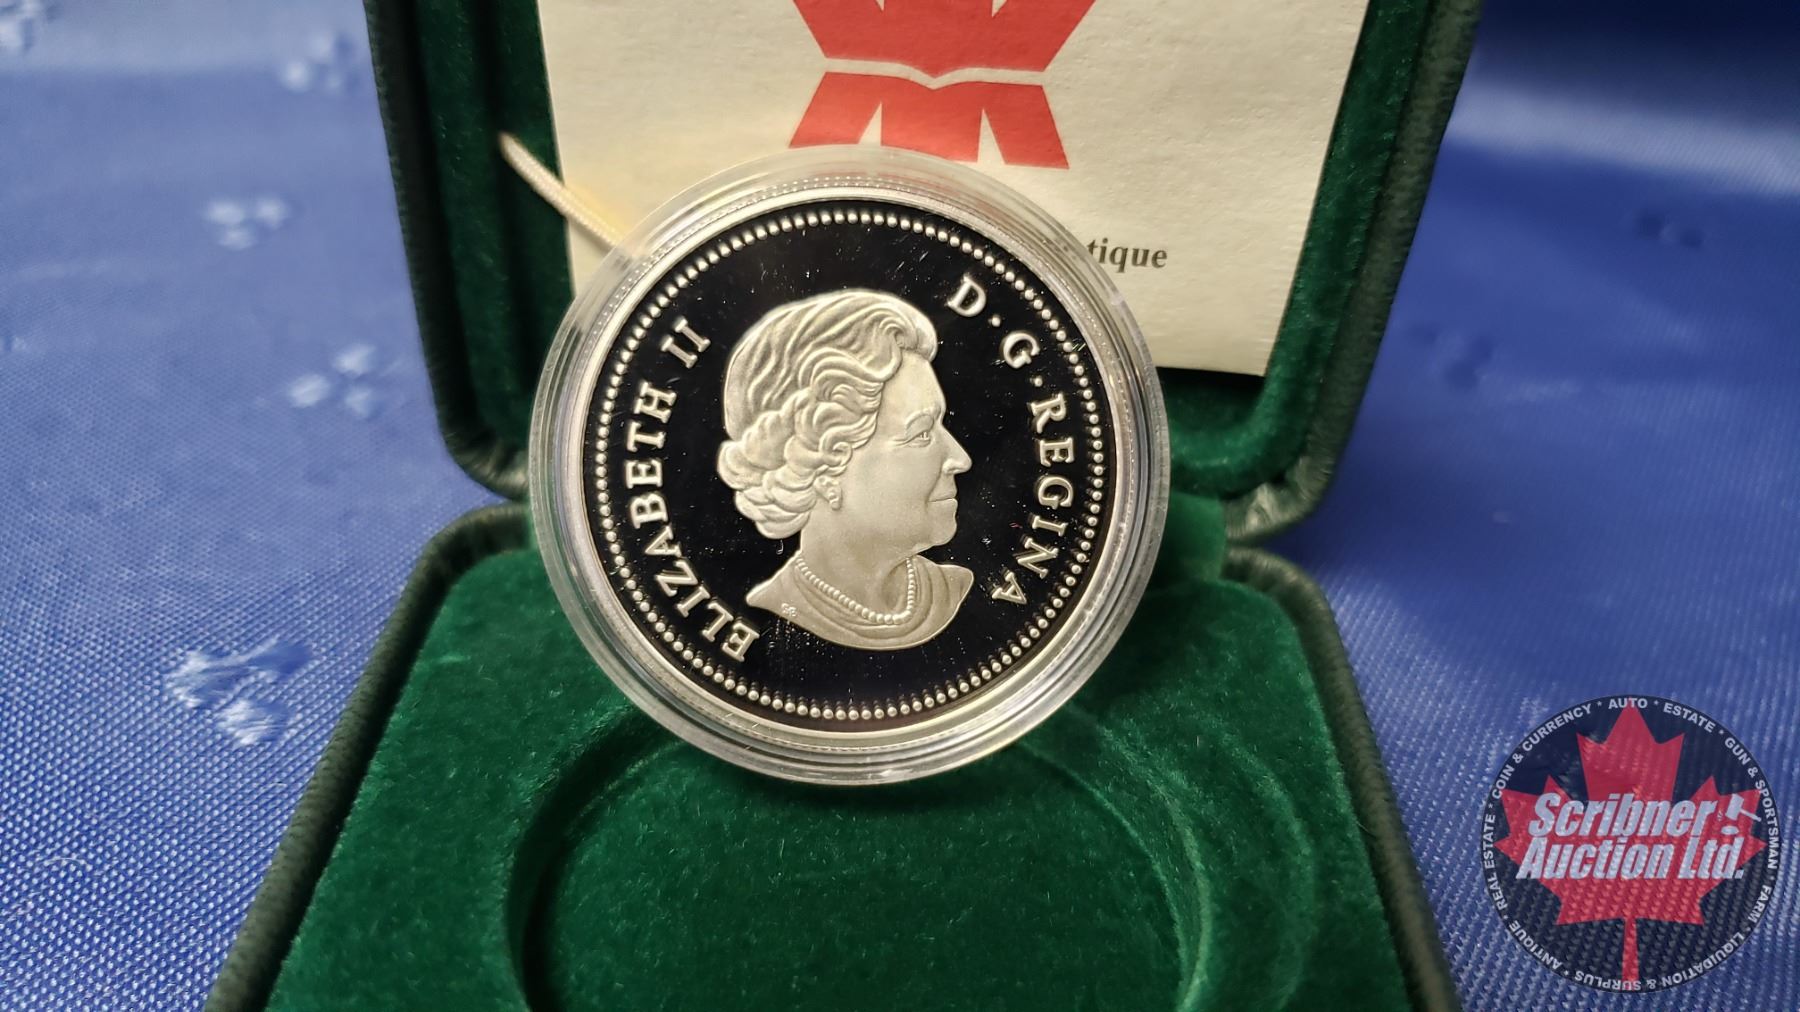 tique
ELIZABETH II
D·G·REGINA
SB
COIN & CURRENCY * AUTO * ESTATE * GUN & SPORTSMAN * FARM * LIQUIDATION & SURPLUS * ANTIQUE * REAL ESTATE *
Scribner!
Auction Ltd.